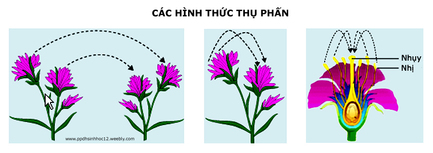 CÁC HÌNH THỨC THỤ PHẤN
Nhụy
Nhị
www.ppdhsinhhoc12.weebly.com